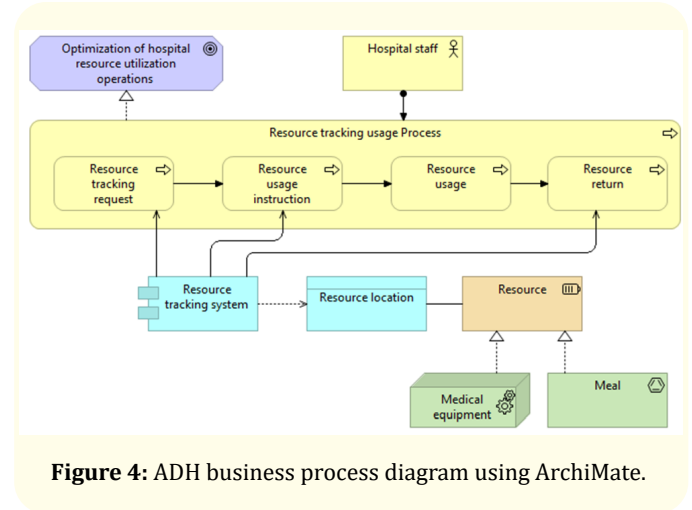 Optimization of hospital
resource utilization
operations
Hospital staff
Resource tracking usage Process
Resource
tracking
request
Resource
usage
instruction
Resource
usage
Resource
return
Resource
tracking system
Resource location
Resource
Medical
equipment
Meal
Figure 4: ADH business process diagram using ArchiMate.